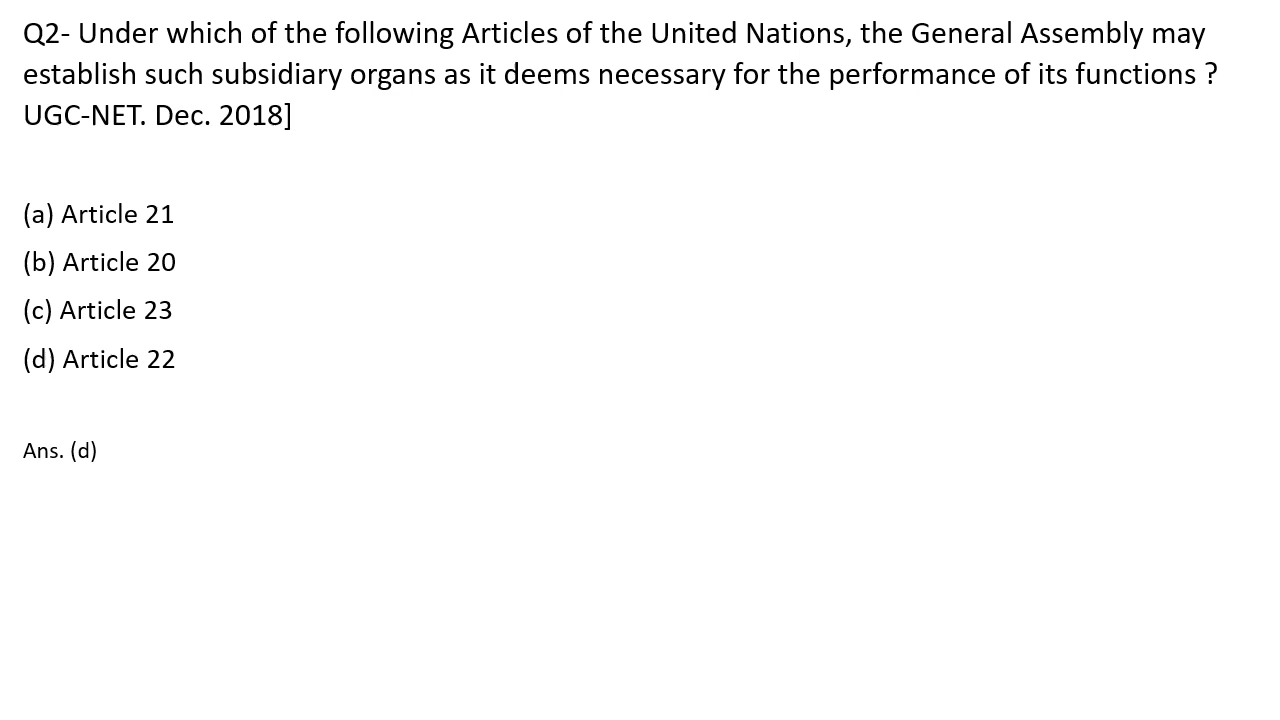 Q2- Under which of the following Articles of the United Nations, the General Assembly may
establish such subsidiary organs as it deems necessary for the performance of its functions ?
UGC-NET. Dec. 2018]
(a) Article 21
(b) Article 20
(c) Article 23
(d) Article 22
Ans. (d)